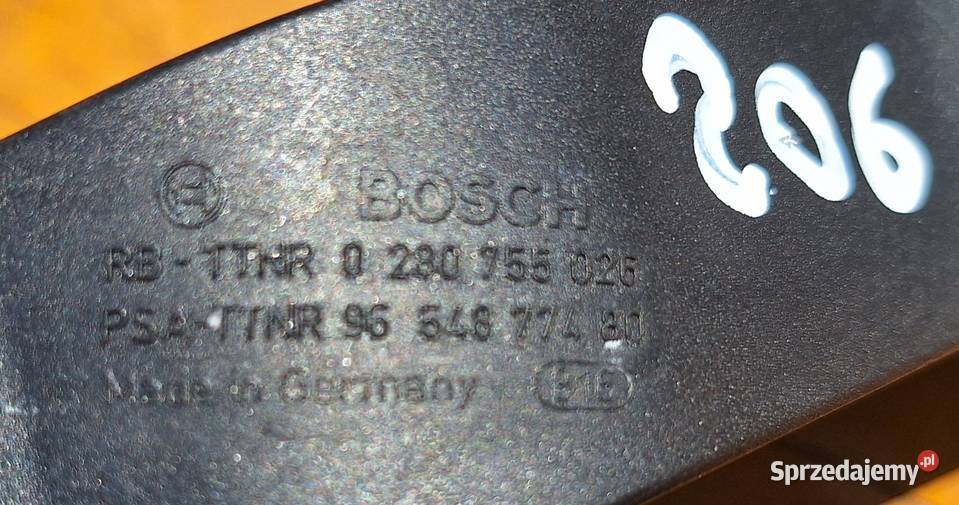 206
BOSCH
RB-TTNR 0 280 755 026
PSA-TTNR 96 548 774 80
Made in Germany
Sprzedajemy.pl